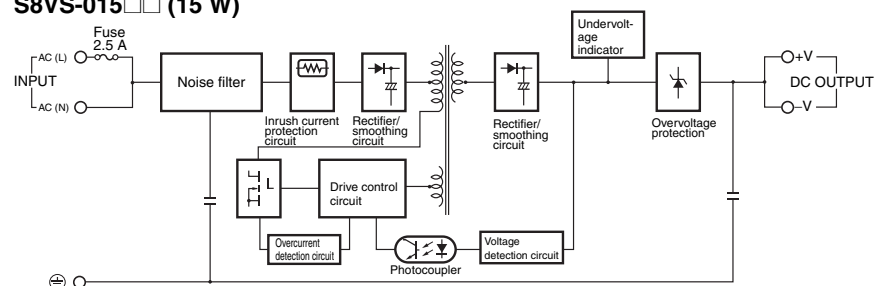 S8VS-015□□ (15 W)
Fuse
2.5 A
AC (L)
INPUT
AC (N)
Noise filter
Inrush current
protection
circuit
Rectifier/
smoothing
circuit
Rectifier/
smoothing
circuit
Undervolt-
age
indicator
Overvoltage
protection
+V
DC OUTPUT
−V
Drive control
circuit
Overcurrent
detection circuit
Photocoupler
Voltage
detection circuit